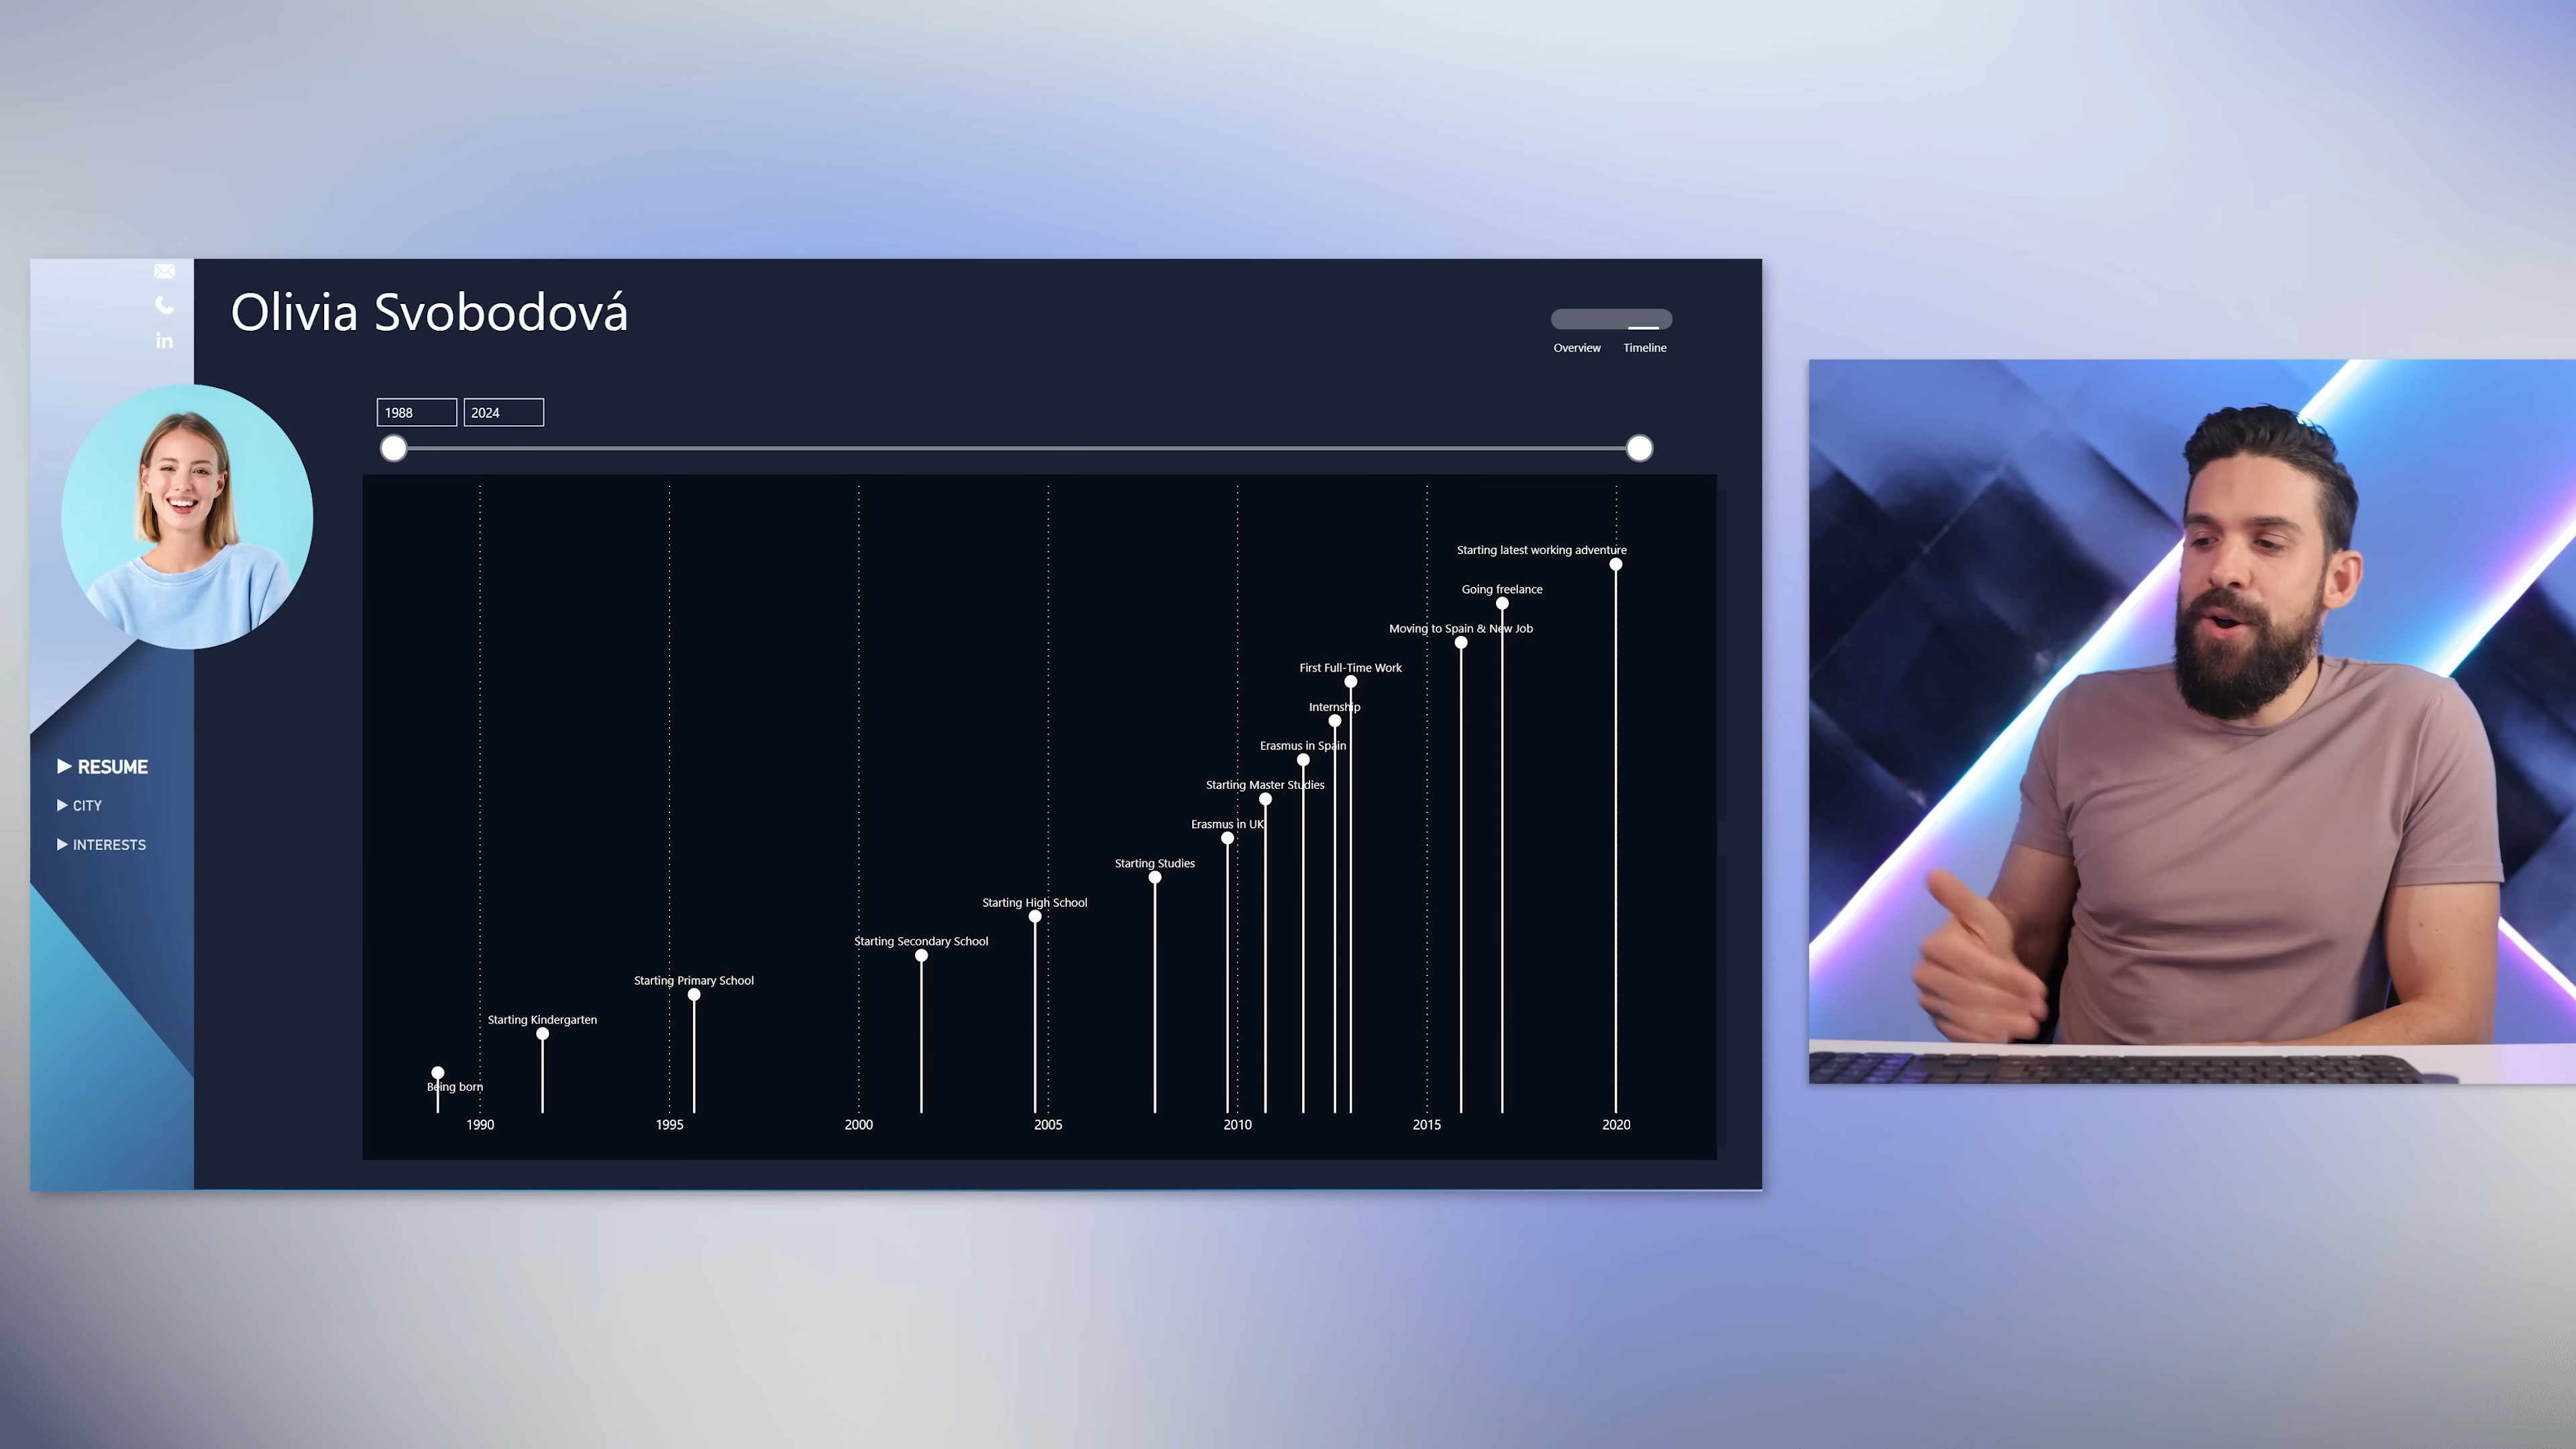 in
Olivia Svobodová
Overview
Timeline
1988
2024
Starting latest working adventure
Going freelance
Moving to Spain & New Job
First Full-Time Work
Internship
Erasmus in Spain
Starting Master Studies
Erasmus in UK
Starting Studies
Starting High School
Starting Secondary School
Starting Primary School
Starting Kindergarten
Being born
1990
1995
2000
2005
2010
2015
2020
RESUME
CITY
INTERESTS